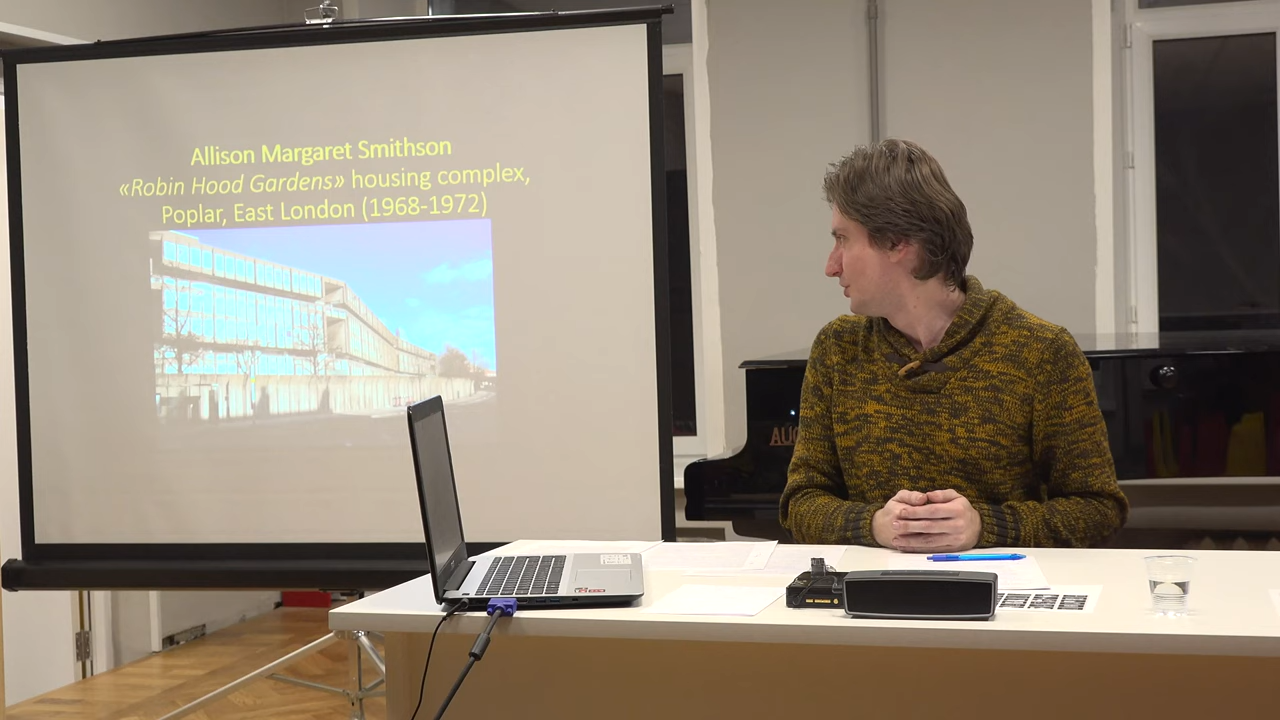 Allison Margaret Smithson
«Robin Hood Gardens» housing complex,
Poplar, East London (1968-1972)